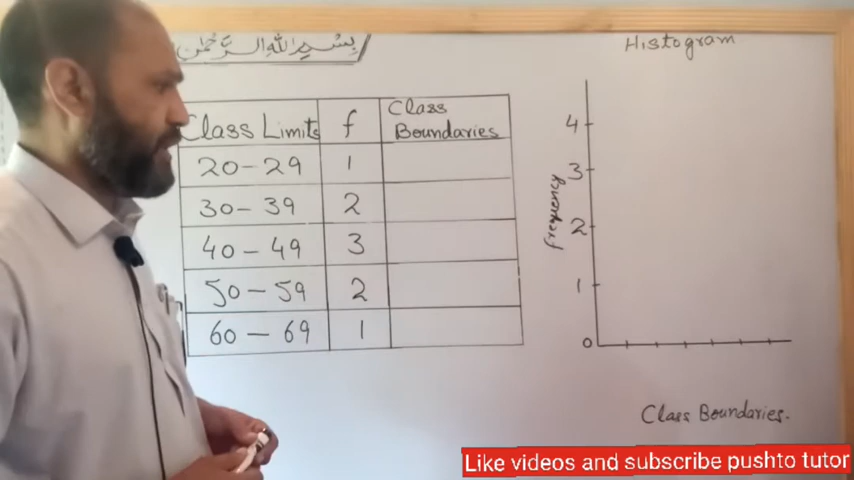 بسم الله الرحمن
Histogram
Class Limits f Class Boundaries
20-29 1
30-39 2
40-49 3
50-59 2
60-69 1
4
3
2
1
0
frequency
Class Boundaries.
Like videos and subscribe pushto tutor